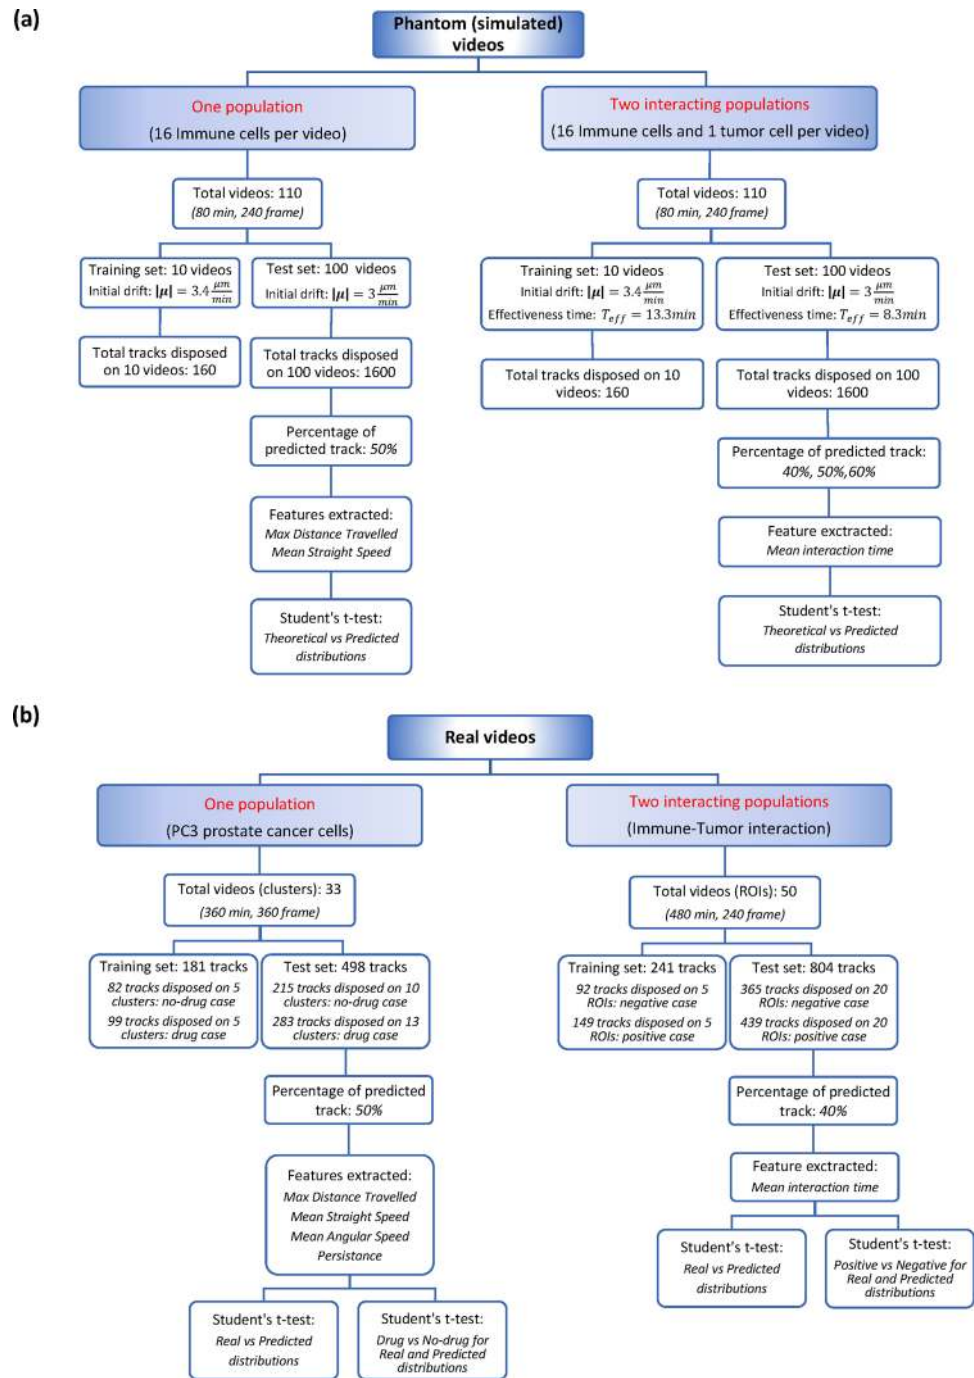 (a)
Phantom (simulated)
videos
One population
(16 Immune cells per video)
Two interacting populations
(16 Immune cells and 1 tumor cell per video)
Total videos: 110
(80 min, 240 frame)
Total videos: 110
(80 min, 240 frame)
Training set: 10 videos
Initial drift: |μ| = 3.4 μm/min
Test set: 100 videos
Initial drift: |μ| = 3 μm/min
Training set: 10 videos
Initial drift: |μ| = 3.4 μm/min
Effectiveness time: T_eff = 13.3min
Test set: 100 videos
Initial drift: |μ| = 3 μm/min
Effectiveness time: T_eff = 8.3min
Total tracks disposed
on 10 videos: 160
Total tracks disposed
on 100 videos: 1600
Total tracks disposed on 10
videos: 160
Total tracks disposed on 100
videos: 1600
Percentage of
predicted track: 50%
Percentage of predicted track:
40%, 50%,60%
Features extracted:
Max Distance Travelled
Mean Straight Speed
Feature exctracted:
Mean interaction time
Student's t-test:
Theoretical vs Predicted
distributions
Student's t-test:
Theoretical vs Predicted
distributions
(b)
Real videos
One population
(PC3 prostate cancer cells)
Two interacting populations
(Immune-Tumor interaction)
Total videos (clusters): 33
(360 min, 360 frame)
Total videos (ROIs): 50
(480 min, 240 frame)
Training set: 181 tracks
82 tracks disposed on 5
clusters: no-drug case
99 tracks disposed on 5
clusters: drug case
Test set: 498 tracks
215 tracks disposed on 10
clusters: no-drug case
283 tracks disposed on 13
clusters: drug case
Training set: 241 tracks
92 tracks disposed on 5
ROIs: negative case
149 tracks disposed on 5
ROIs: positive case
Test set: 804 tracks
365 tracks disposed on 20
ROIs: negative case
439 tracks disposed on 20
ROIs: positive case
Percentage of predicted
track: 50%
Percentage of predicted
track: 40%
Features extracted:
Max Distance Travelled
Mean Straight Speed
Mean Angular Speed
Persistance
Feature exctracted:
Mean interaction time
Student's t-test:
Real vs Predicted
distributions
Student's t-test:
Drug vs No-drug for
Real and Predicted
distributions
Student's t-test:
Real vs Predicted
distributions
Student's t-test:
Positive vs Negative for
Real and Predicted
distributions